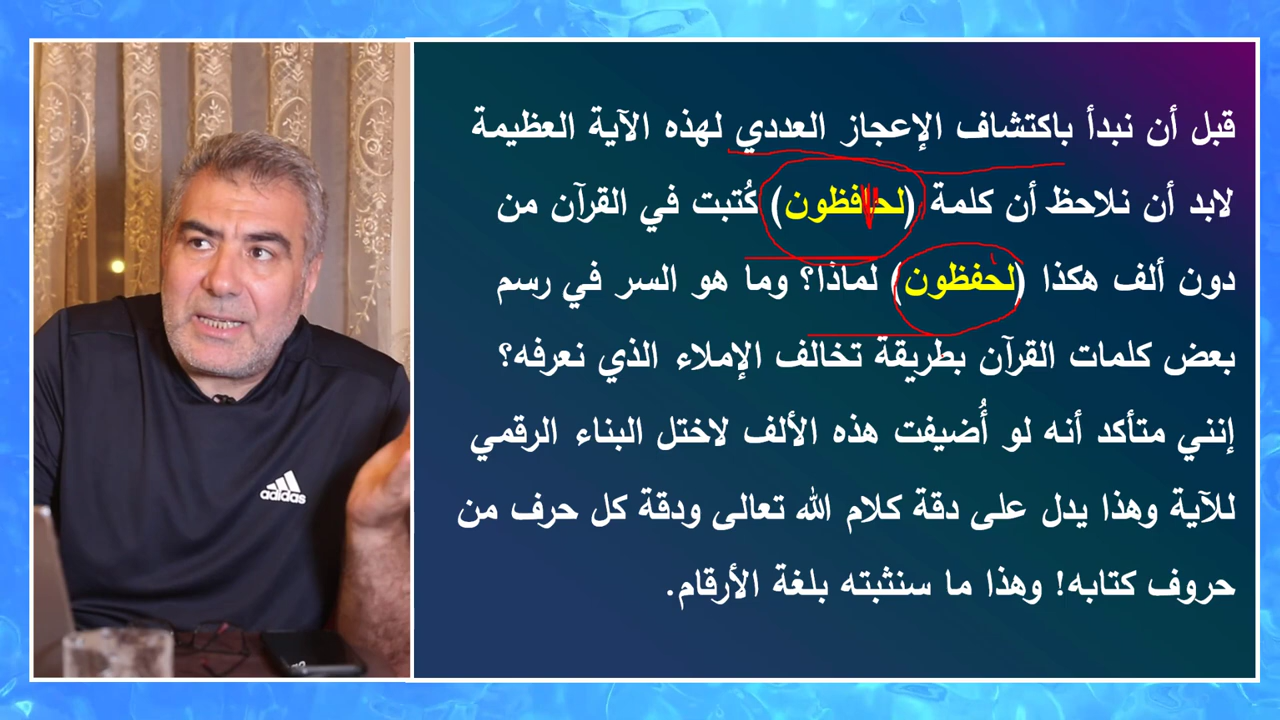 قبل أن نبدأ باكتشاف الإعجاز العددي لهذه الآية العظيمة
لابد أن نلاحظ أن كلمة (لحافظون) كُتبت في القرآن من
دون ألف هكذا (لحفظون) لماذا؟ وما هو السر في رسم
بعض كلمات القرآن بطريقة تخالف الإملاء الذي نعرفه؟
إنني متأكد أنه لو أُضيفت هذه الألف لاختل البناء الرقمي
للآية وهذا يدل على دقة كلام الله تعالى ودقة كل حرف من
حروف كتابه! وهذا ما سنثبته بلغة الأرقام.
adidas